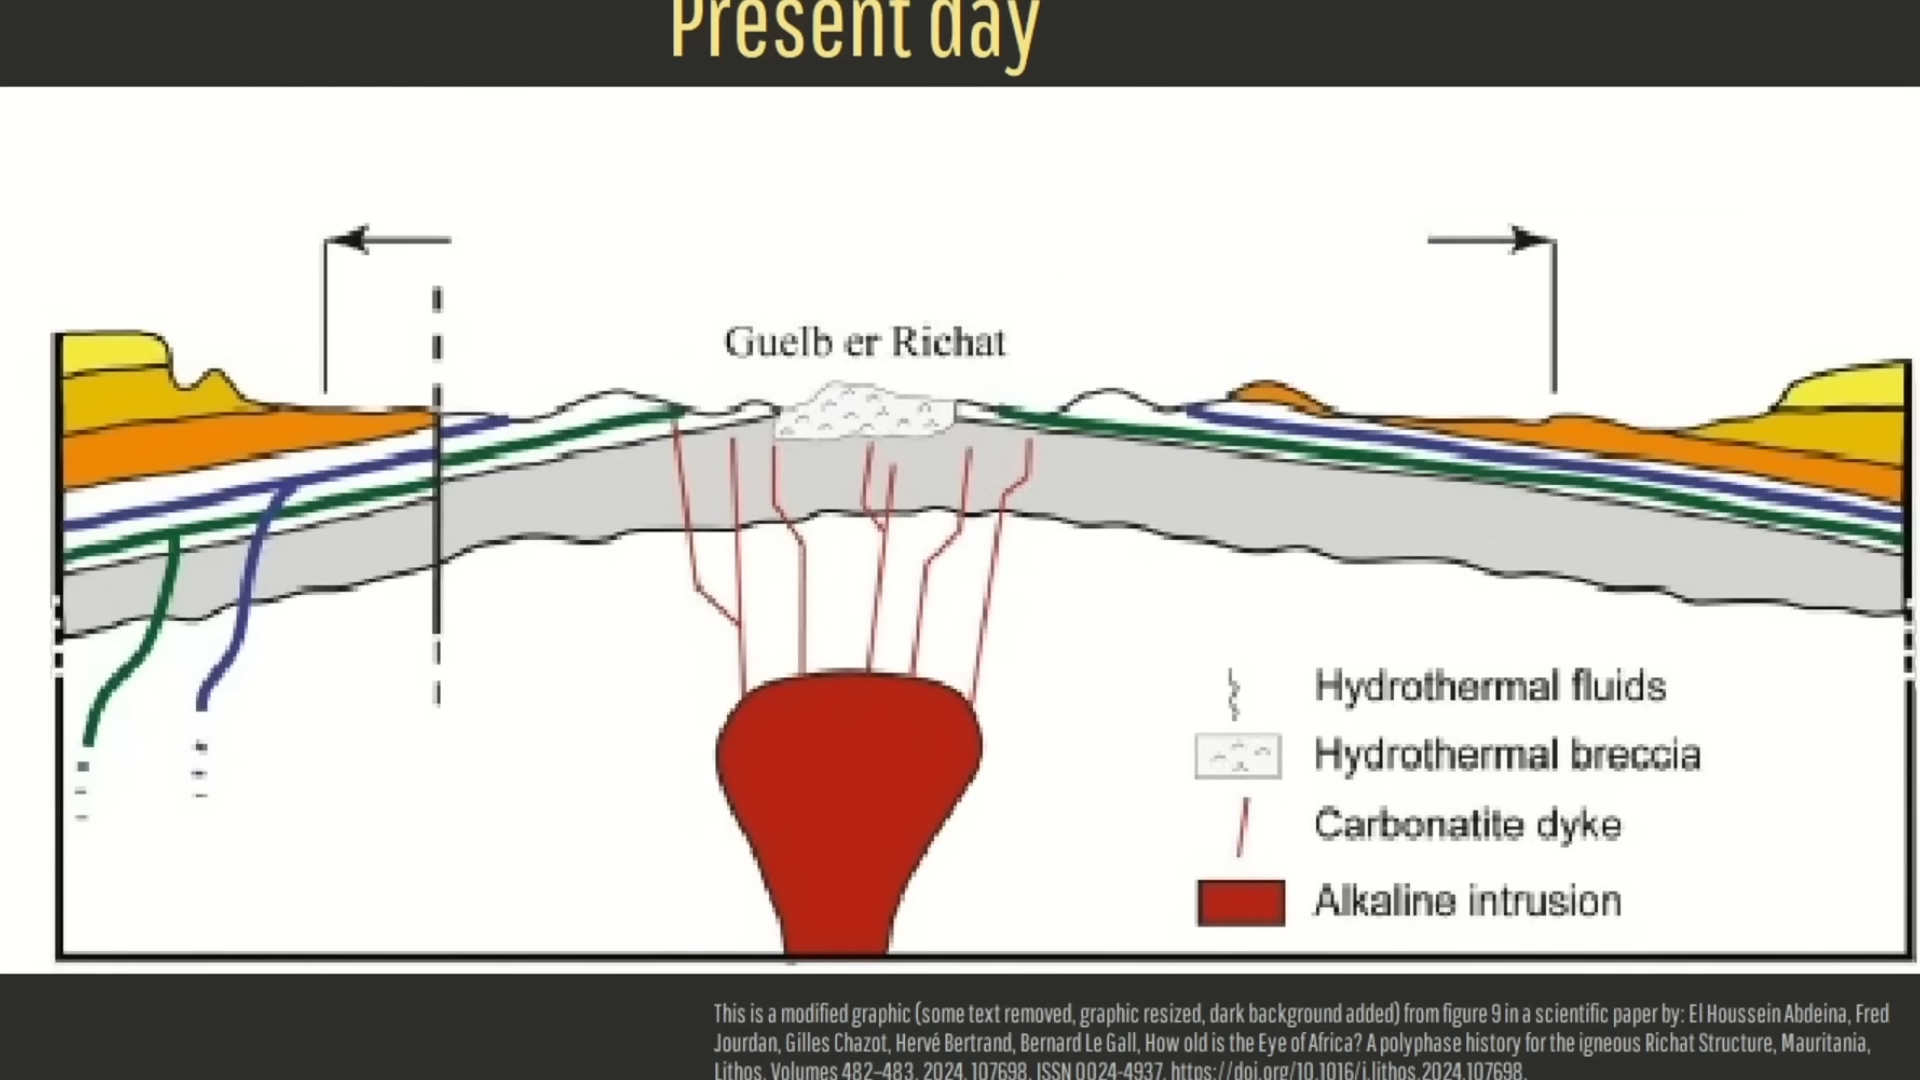 Present day
Guelb er Richat
Hydrothermal fluids
Hydrothermal breccia
Carbonatite dyke
Alkaline intrusion
This is a modified graphic (some text removed, graphic resized, dark background added) from figure 9 in a scientific paper by: El Houssein Abdeina, Fred
Jourdan, Gilles Chazot, Hervé Bertrand, Bernard Le Gall, How old is the Eye of Africa? A polyphase history for the igneous Richat Structure, Mauritania,
Lithos, Volumes 482–483, 2024, 107698, ISSN 0024-4937, https://doi.org/10.1016/j.lithos.2024.107698.